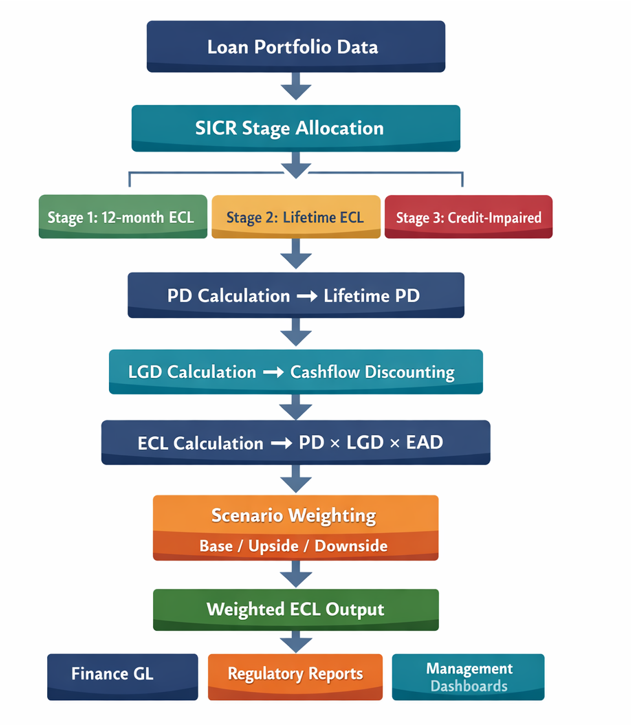 Loan Portfolio Data
SICR Stage Allocation
Stage 1: 12-month ECL
Stage 2: Lifetime ECL
Stage 3: Credit-Impaired
PD Calculation → Lifetime PD
LGD Calculation → Cashflow Discounting
ECL Calculation → PD × LGD × EAD
Scenario Weighting
Base / Upside / Downside
Weighted ECL Output
Finance GL
Regulatory Reports
Management
Dashboards